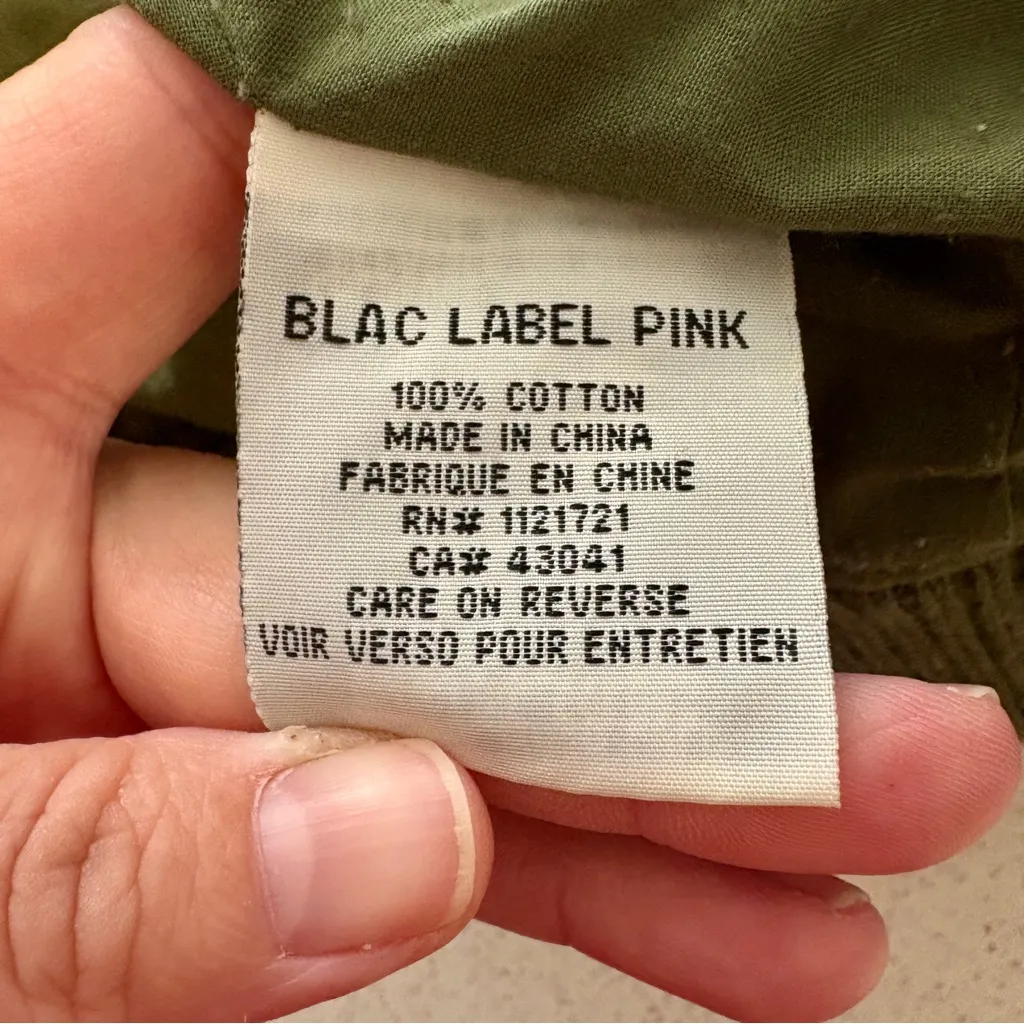 BLAC LABEL PINK
100% COTTON
MADE IN CHINA
FABRIQUE EN CHINE
RN# 1121721
CA# 43041
CARE ON REVERSE
VOIR VERSO POUR ENTRETIEN